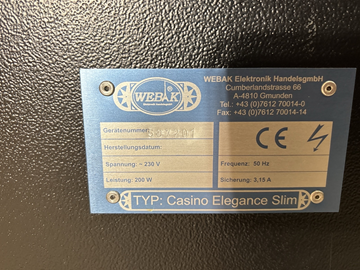 WEBAK
WEBAK Elektronik HandelsgmbH
Cumberlandstrasse 66
A-4810 Gmunden
Tel.: +43 (0)7612 70014-0
Fax: +43 (0)7612 70014-14
Gerätenummer:
Herstellungsdatum:
CE
Spannung: ~ 230 V
Frequenz: 50 Hz
Leistung: 200 W
Sicherung: 3,15 A
TYP: Casino Elegance Slim